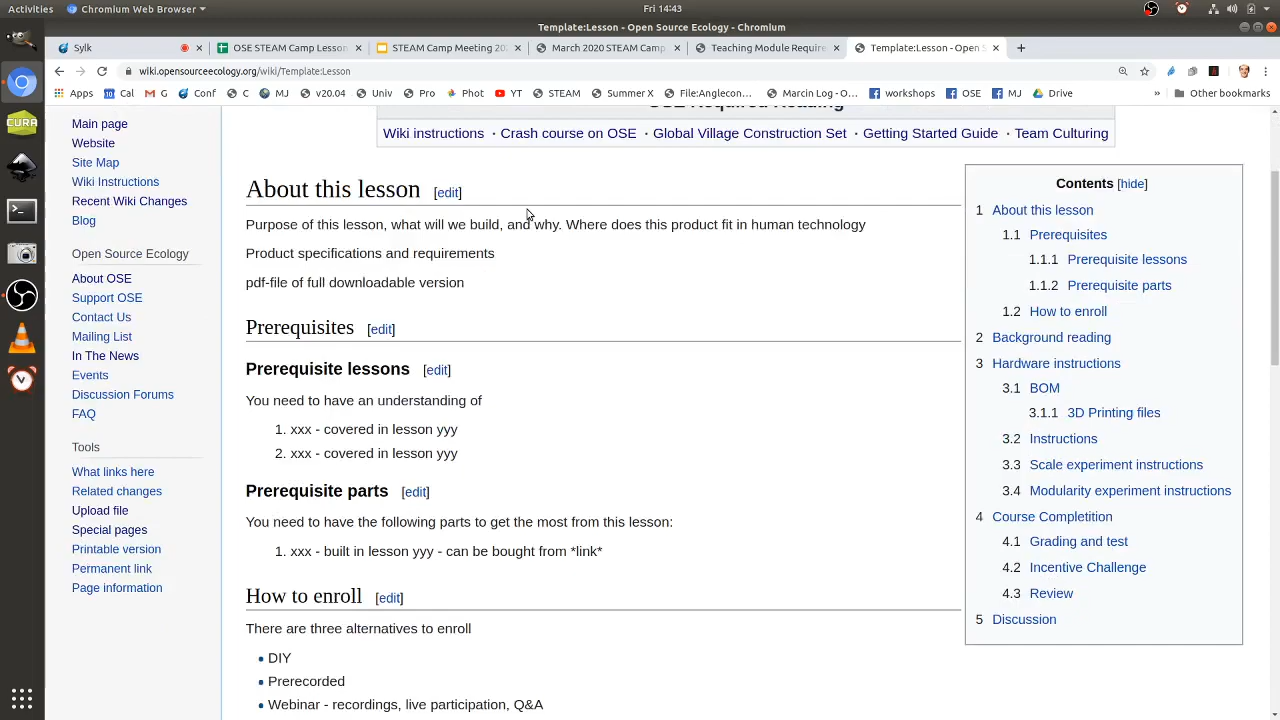 Activities
Chromium Web Browser
Fri 14:43
Template:Lesson - Open Source Ecology - Chromium
Sylk
OSE STEAM Camp Lesson
STEAM Camp Meeting 20
March 2020 STEAM Camp
Teaching Module Require
Template:Lesson - Open S
wiki.opensourceecology.org/wiki/Template:Lesson
Apps
Cal
G
Conf
C
MJ
v20.04
Univ
Pro
Phot
YT
STEAM
Summer X
File:Anglecon...
Marcin Log - O...
workshops
OSE
MJ
Drive
»
Other bookmarks
OSE Required Reading
Wiki instructions · Crash course on OSE · Global Village Construction Set · Getting Started Guide · Team Culturing
Main page
Website
Site Map
Wiki Instructions
Recent Wiki Changes
Blog
Open Source Ecology
About OSE
Support OSE
Contact Us
Mailing List
In The News
Events
Discussion Forums
FAQ
Tools
What links here
Related changes
Upload file
Special pages
Printable version
Permanent link
Page information
About this lesson [edit]
Purpose of this lesson, what will we build, and why. Where does this product fit in human technology
Product specifications and requirements
pdf-file of full downloadable version
Prerequisites [edit]
Prerequisite lessons [edit]
You need to have an understanding of
1. xxx - covered in lesson yyy
2. xxx - covered in lesson yyy
Prerequisite parts [edit]
You need to have the following parts to get the most from this lesson:
1. xxx - built in lesson yyy - can be bought from *link*
How to enroll [edit]
There are three alternatives to enroll
• DIY
• Prerecorded
• Webinar - recordings, live participation, Q&A
Contents [hide]
1 About this lesson
1.1 Prerequisites
1.1.1 Prerequisite lessons
1.1.2 Prerequisite parts
1.2 How to enroll
2 Background reading
3 Hardware instructions
3.1 BOM
3.1.1 3D Printing files
3.2 Instructions
3.3 Scale experiment instructions
3.4 Modularity experiment instructions
4 Course Completition
4.1 Grading and test
4.2 Incentive Challenge
4.3 Review
5 Discussion
CURA